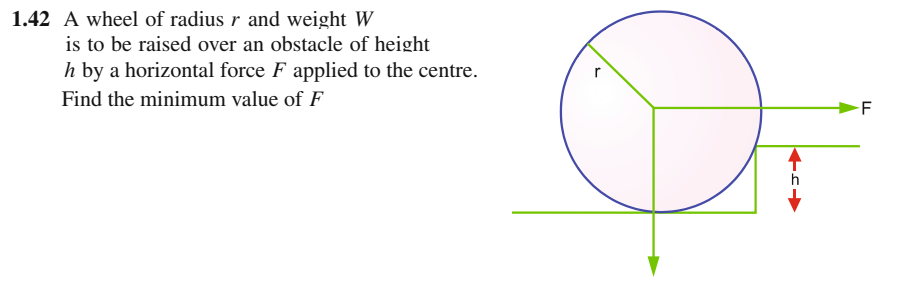 1.42 A wheel of radius r and weight W
is to be raised over an obstacle of height
h by a horizontal force F applied to the centre.
Find the minimum value of F
r
F
h